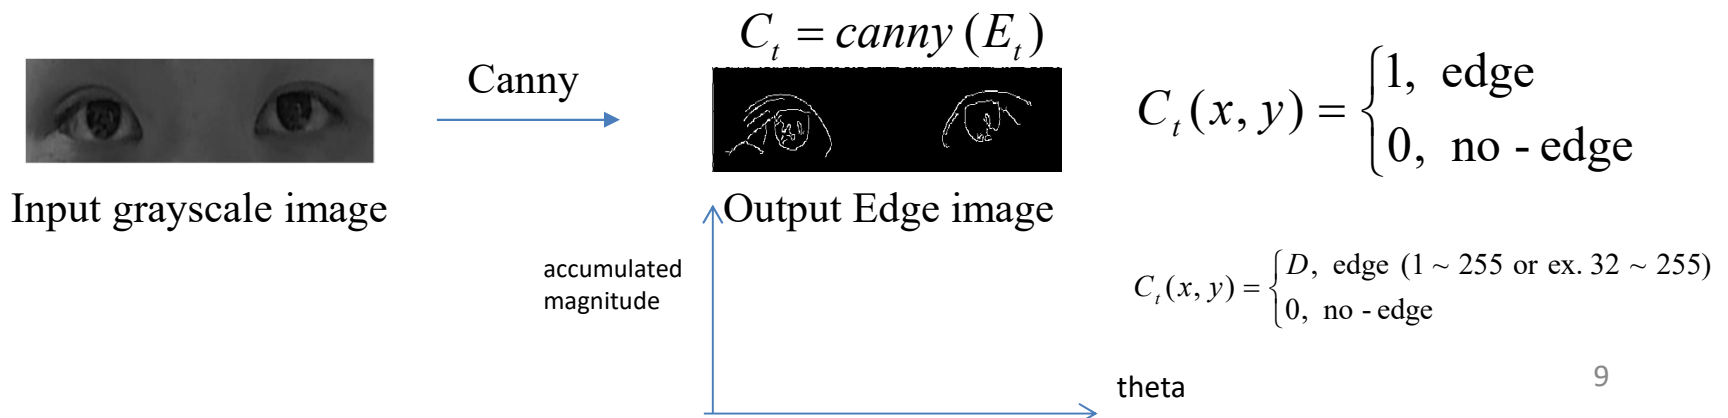 C_t = canny (E_t)
Canny
C_t(x, y) = {1, edge
0, no - edge
Input grayscale image
Output Edge image
accumulated
magnitude
C_t(x, y) = {D, edge (1 ~ 255 or ex. 32 ~ 255)
0, no - edge
theta
9